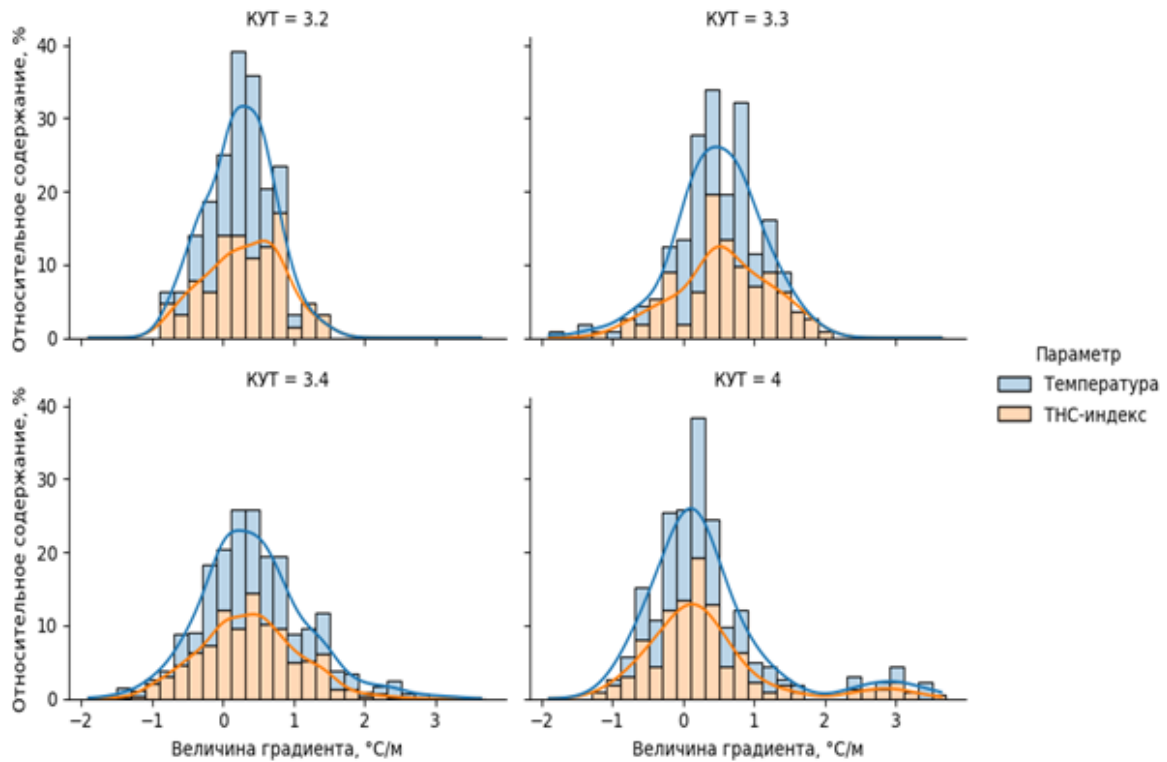 КУТ = 3.2
КУТ = 3.3
Относительное содержание, %
40
30
20
10
0
КУТ = 3.4
КУТ = 4
Относительное содержание, %
40
30
20
10
0
−2 −1 0 1 2 3
−2 −1 0 1 2 3
Величина градиента, °С/м
Величина градиента, °С/м
Параметр
Температура
ТНС-индекс